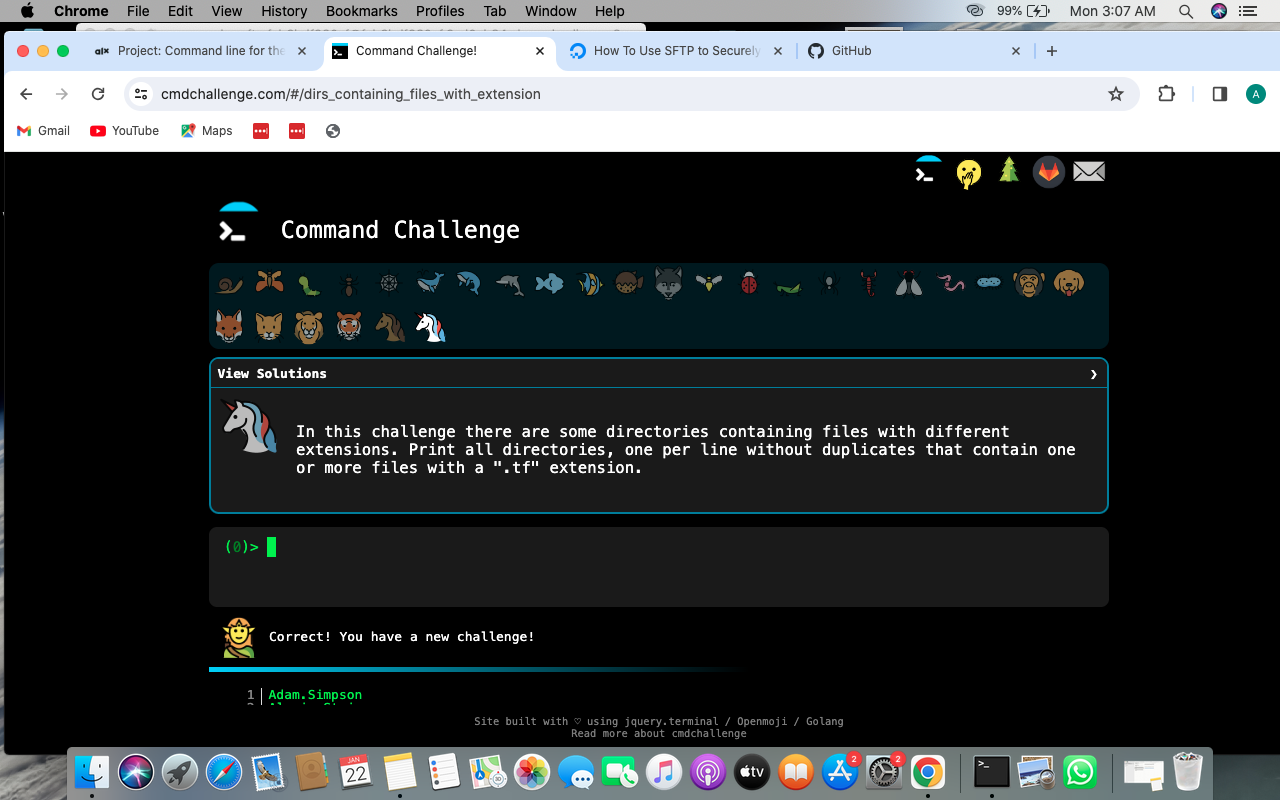 Chrome File Edit View History Bookmarks Profiles Tab Window Help 99% Mon 3:07 AM
alx Project: Command line for the Command Challenge! How To Use SFTP to Securely GitHub
cmdchallenge.com/#/dirs_containing_files_with_extension A
Gmail YouTube Maps
Command Challenge
View Solutions
In this challenge there are some directories containing files with different
extensions. Print all directories, one per line without duplicates that contain one
or more files with a ".tf" extension.
(0)>
Correct! You have a new challenge!
1 Adam.Simpson
Site built with ♡ using jquery.terminal / Openmoji / Golang
Read more about cmdchallenge
JAN
22
tv
2
2